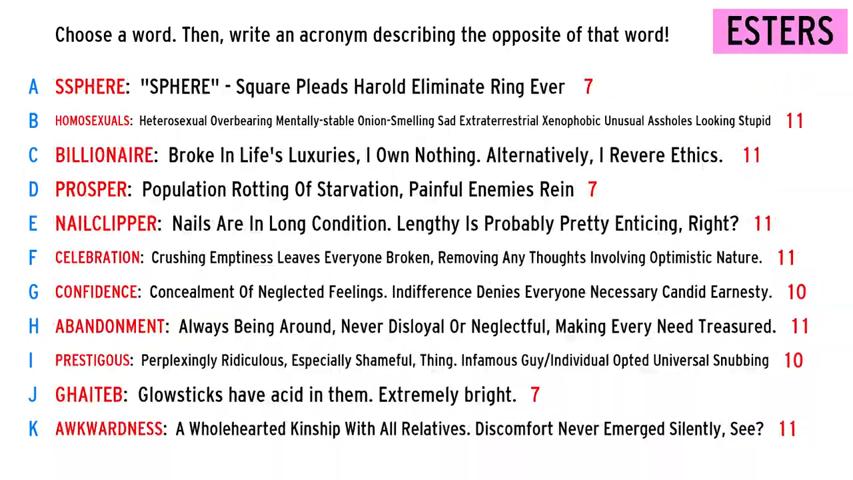 Choose a word. Then, write an acronym describing the opposite of that word!
ESTERS
A SSPHERE: "SPHERE" - Square Pleads Harold Eliminate Ring Ever 7
B HOMOSEXUALS: Heterosexual Overbearing Mentally-stable Onion-Smelling Sad Extraterrestrial Xenophobic Unusual Assholes Looking Stupid 11
C BILLIONAIRE: Broke In Life's Luxuries, I Own Nothing. Alternatively, I Revere Ethics. 11
D PROSPER: Population Rotting Of Starvation, Painful Enemies Rein 7
E NAILCLIPPER: Nails Are In Long Condition. Lengthy Is Probably Pretty Enticing, Right? 11
F CELEBRATION: Crushing Emptiness Leaves Everyone Broken, Removing Any Thoughts Involving Optimistic Nature. 11
G CONFIDENCE: Concealment Of Neglected Feelings. Indifference Denies Everyone Necessary Candid Earnesty. 10
H ABANDONMENT: Always Being Around, Never Disloyal Or Neglectful, Making Every Need Treasured. 11
I PRESTIGOUS: Perplexingly Ridiculous, Especially Shameful, Thing. Infamous Guy/Individual Opted Universal Snubbing 10
J GHAITEB: Glowsticks have acid in them. Extremely bright. 7
K AWKWARDNESS: A Wholehearted Kinship With All Relatives. Discomfort Never Emerged Silently, See? 11